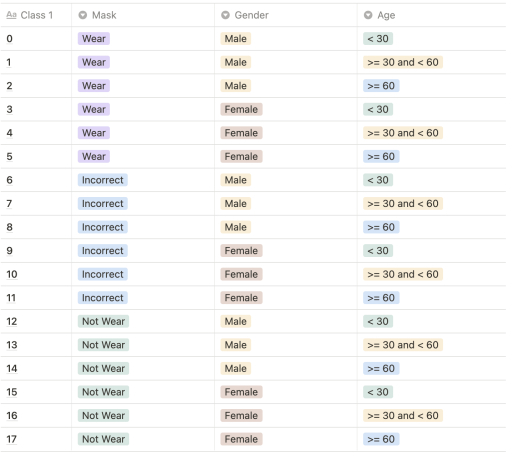 Aa Class 1 Mask Gender Age
0 Wear Male < 30
1 Wear Male >= 30 and < 60
2 Wear Male >= 60
3 Wear Female < 30
4 Wear Female >= 30 and < 60
5 Wear Female >= 60
6 Incorrect Male < 30
7 Incorrect Male >= 30 and < 60
8 Incorrect Male >= 60
9 Incorrect Female < 30
10 Incorrect Female >= 30 and < 60
11 Incorrect Female >= 60
12 Not Wear Male < 30
13 Not Wear Male >= 30 and < 60
14 Not Wear Male >= 60
15 Not Wear Female < 30
16 Not Wear Female >= 30 and < 60
17 Not Wear Female >= 60